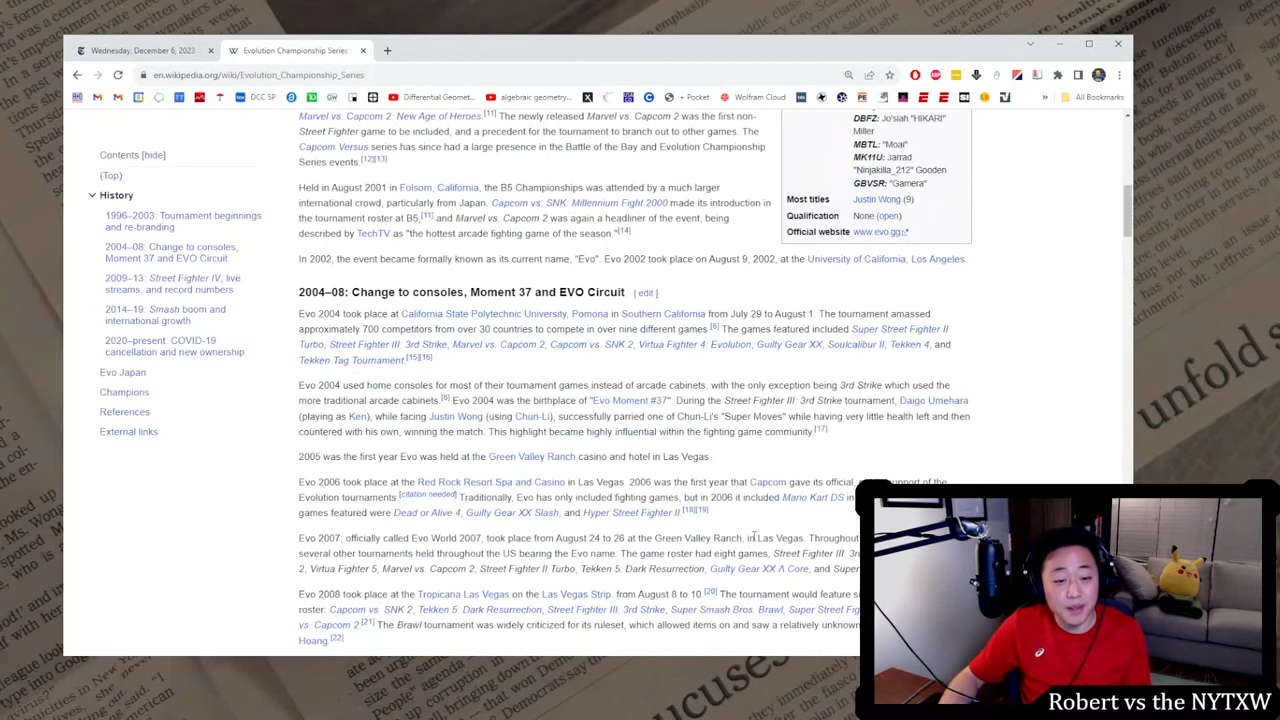 Wednesday, December 6, 2023
Evolution Championship Series
en.wikipedia.org/wiki/Evolution_Championship_Series
DCC SP
Differential Geomet...
algebraic geometry...
+ Pocket
Wolfram Cloud
All Bookmarks
Contents [hide]
(Top)
History
1996–2003: Tournament beginnings
and re-branding
2004–08: Change to consoles,
Moment 37 and EVO Circuit
2009–13: Street Fighter IV, live
streams, and record numbers
2014–19: Smash boom and
international growth
2020–present: COVID-19
cancellation and new ownership
Evo Japan
Champions
References
External links
Marvel vs. Capcom 2: New Age of Heroes.[11] The newly released Marvel vs. Capcom 2 was the first non-
Street Fighter game to be included, and a precedent for the tournament to branch out to other games. The
Capcom Versus series has since had a large presence in the Battle of the Bay and Evolution Championship
Series events.[12][13]
Held in August 2001 in Folsom, California, the B5 Championships was attended by a much larger
international crowd, particularly from Japan. Capcom vs. SNK: Millennium Fight 2000 made its introduction in
the tournament roster at B5,[11] and Marvel vs. Capcom 2 was again a headliner of the event, being
described by TechTV as "the hottest arcade fighting game of the season."[14]
In 2002, the event became formally known as its current name, "Evo". Evo 2002 took place on August 9, 2002, at the University of California, Los Angeles.
DBFZ: Jo'siah "HIKARI"
Miller
MBTL: "Moai"
MK11U: Jarrad
"Ninjakilla_212" Gooden
GBVSR: "Gamera"
Most titles Justin Wong (9)
Qualification None (open)
Official website www.evo.gg
2004–08: Change to consoles, Moment 37 and EVO Circuit [ edit ]
Evo 2004 took place at California State Polytechnic University, Pomona in Southern California from July 29 to August 1. The tournament amassed
approximately 700 competitors from over 30 countries to compete in over nine different games.[6] The games featured included Super Street Fighter II
Turbo, Street Fighter III: 3rd Strike, Marvel vs. Capcom 2, Capcom vs. SNK 2, Virtua Fighter 4: Evolution, Guilty Gear XX, Soulcalibur II, Tekken 4, and
Tekken Tag Tournament.[15][16]
Evo 2004 used home consoles for most of their tournament games instead of arcade cabinets, with the only exception being 3rd Strike which used the
more traditional arcade cabinets.[6] Evo 2004 was the birthplace of "Evo Moment #37". During the Street Fighter III: 3rd Strike tournament, Daigo Umehara
(playing as Ken), while facing Justin Wong (using Chun-Li), successfully parried one of Chun-Li's "Super Moves" while having very little health left and then
countered with his own, winning the match. This highlight became highly influential within the fighting game community.[17]
2005 was the first year Evo was held at the Green Valley Ranch casino and hotel in Las Vegas.
Evo 2006 took place at the Red Rock Resort Spa and Casino in Las Vegas. 2006 was the first year that Capcom gave its official support of the
Evolution tournaments.[citation needed] Traditionally, Evo has only included fighting games, but in 2006 it included Mario Kart DS in
games featured were Dead or Alive 4, Guilty Gear XX Slash, and Hyper Street Fighter II.[18][19]
Evo 2007, officially called Evo World 2007, took place from August 24 to 26 at the Green Valley Ranch, in Las Vegas. Throughout
several other tournaments held throughout the US bearing the Evo name. The game roster had eight games, Street Fighter III: 3r
2, Virtua Fighter 5, Marvel vs. Capcom 2, Street Fighter II Turbo, Tekken 5: Dark Resurrection, Guilty Gear XX Λ Core, and Super
Evo 2008 took place at the Tropicana Las Vegas on the Las Vegas Strip. from August 8 to 10.[20] The tournament would feature s
roster: Capcom vs. SNK 2, Tekken 5: Dark Resurrection, Street Fighter III: 3rd Strike, Super Smash Bros. Brawl, Super Street Fig
vs. Capcom 2.[21] The Brawl tournament was widely criticized for its ruleset, which allowed items on and saw a relatively unknown
Hoang.[22]
unfold s
ucuses
Robert vs the NYTXW